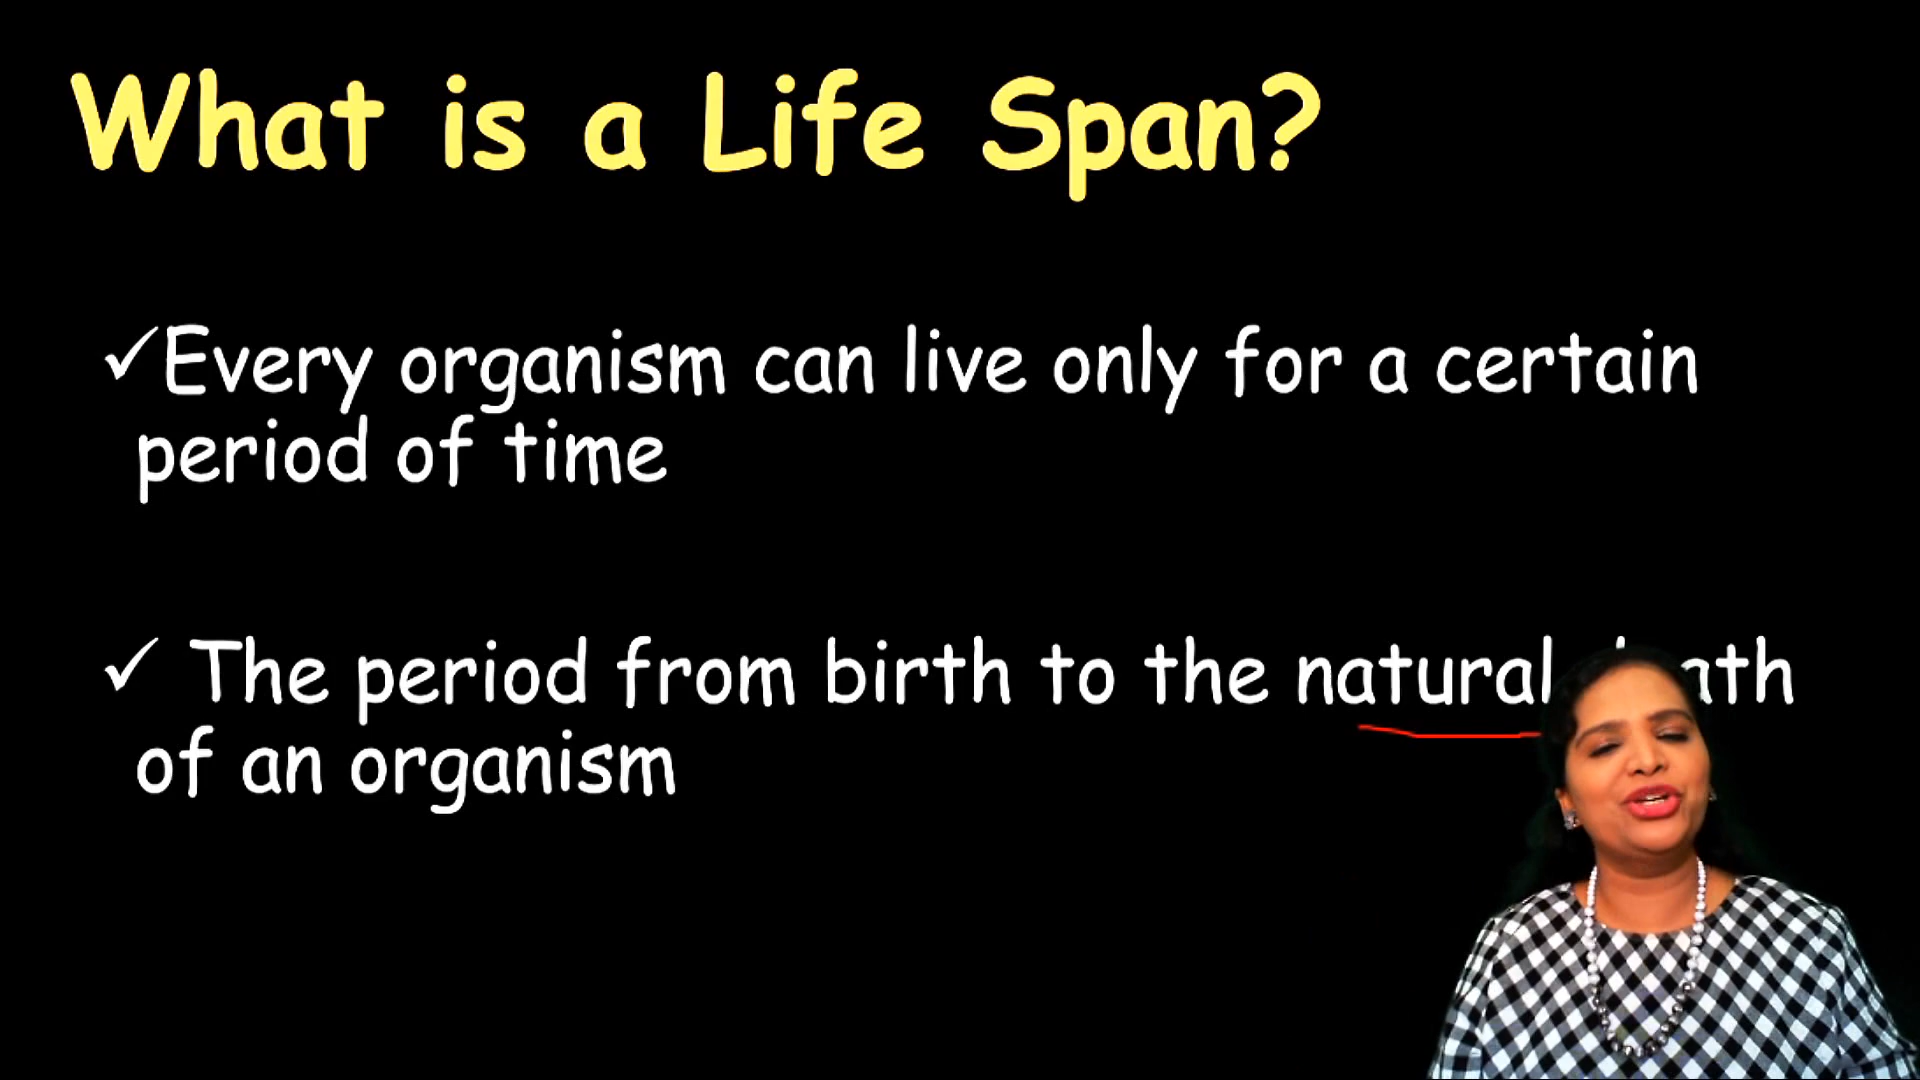 What is a Life Span?
✓Every organism can live only for a certain
period of time
✓ The period from birth to the natural
of an organism